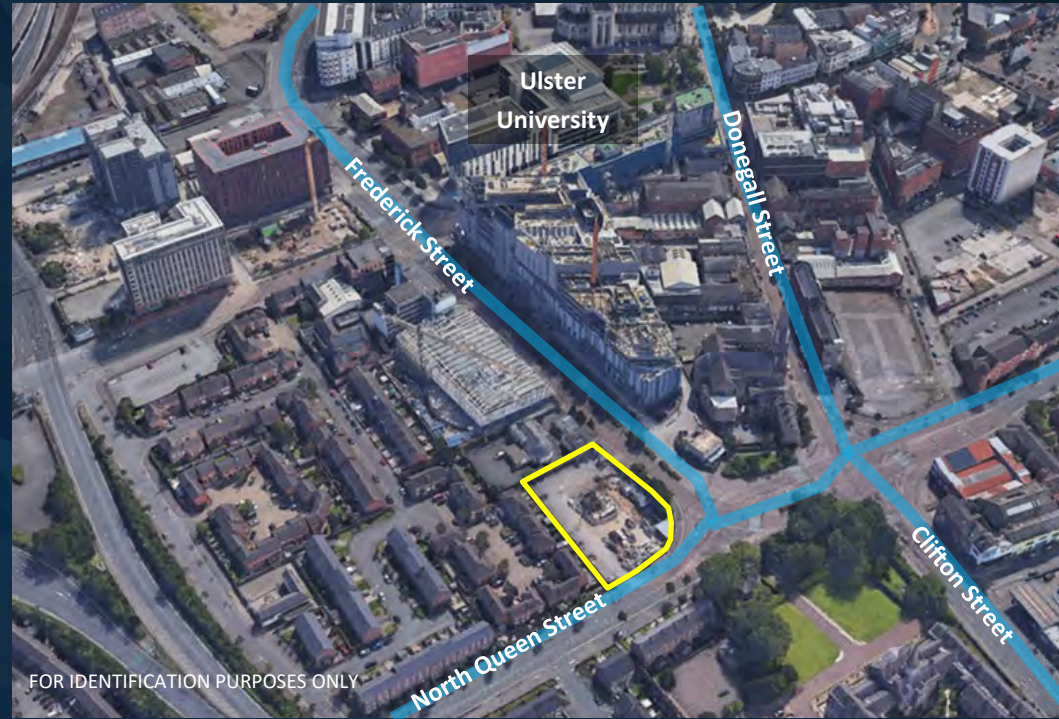 Ulster
University
Donegall Street
Frederick Street
Clifton Street
North Queen Street
FOR IDENTIFICATION PURPOSES ONLY